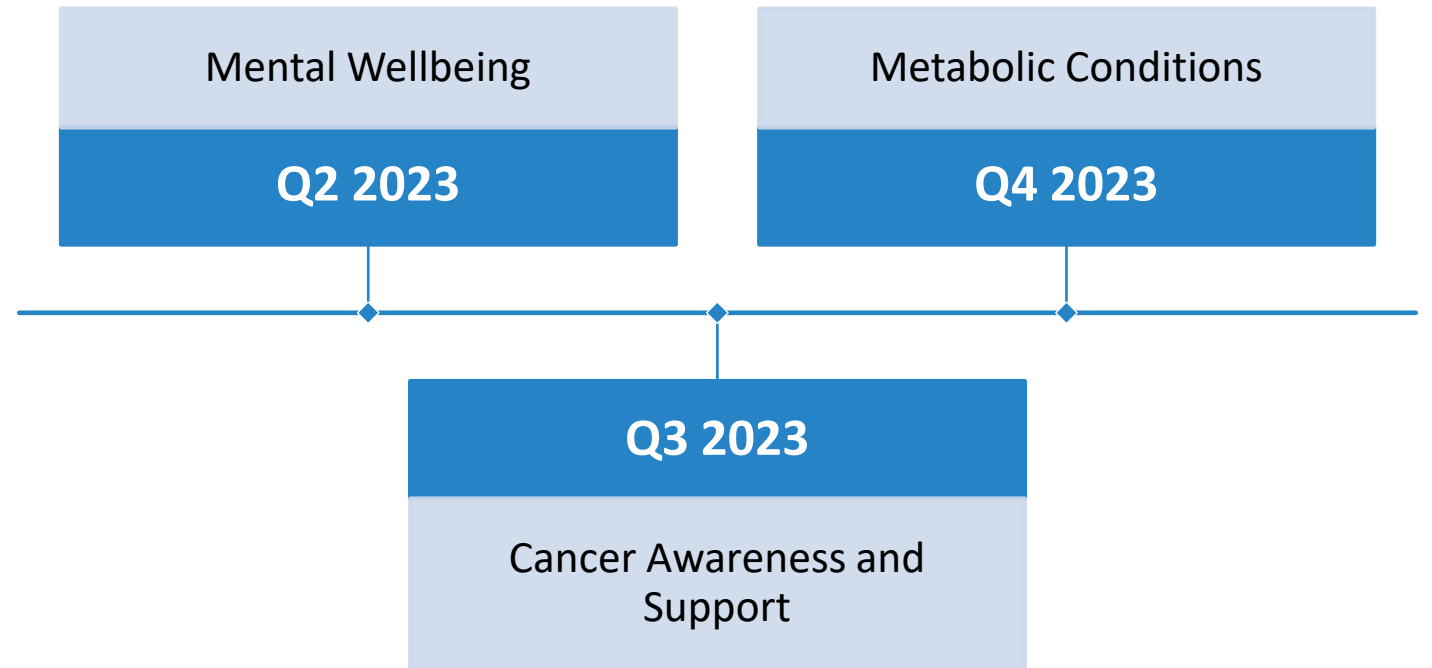 Mental Wellbeing
Q2 2023
Metabolic Conditions
Q4 2023
Q3 2023
Cancer Awareness and
Support